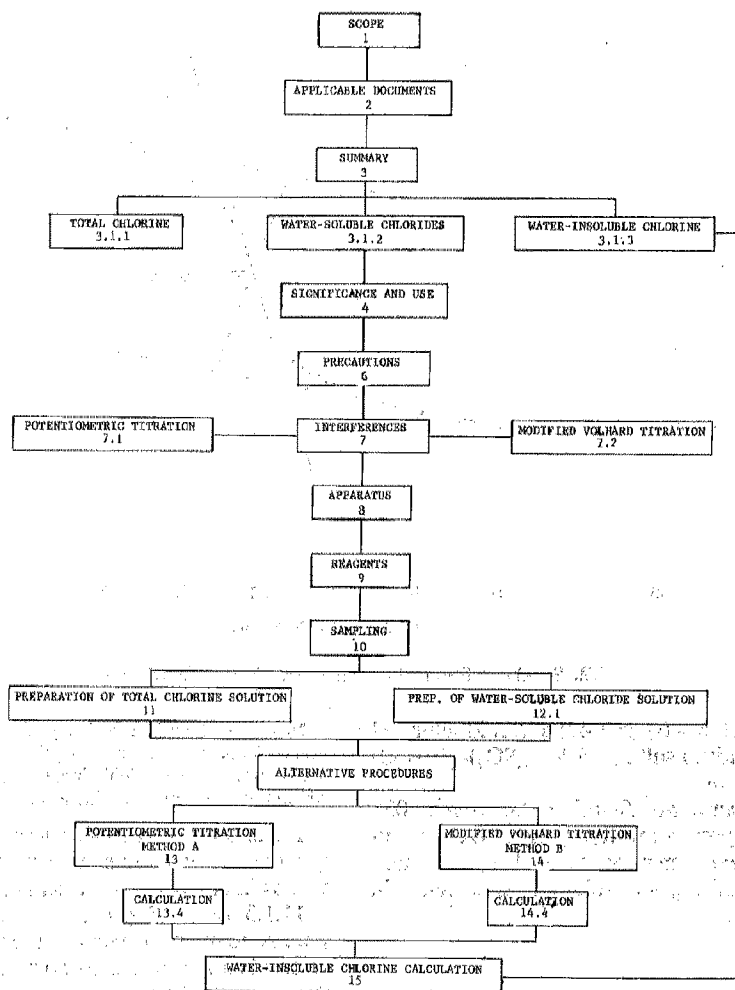 SCOPE
1
APPLICABLE DOCUMENTS
2
SUMMARY
3
TOTAL CHLORINE
3.1.1
WATER-SOLUBLE CHLORIDES
3.1.2
WATER-INSOLUBLE CHLORINE
3.1.3
SIGNIFICANCE AND USE
4
PRECAUTIONS
6
POTENTIOMETRIC TITRATION
7.1
INTERFERENCES
7
MODIFIED VOLHARD TITRATION
7.2
APPARATUS
8
REAGENTS
9
SAMPLING
10
PREPARATION OF TOTAL CHLORINE SOLUTION
11
PREP. OF WATER-SOLUBLE CHLORIDE SOLUTION
12.1
ALTERNATIVE PROCEDURES
POTENTIOMETRIC TITRATION
METHOD A
13
MODIFIED VOLHARD TITRATION
METHOD B
14
CALCULATION
13.4
CALCULATION
14.4
WATER-INSOLUBLE CHLORINE CALCULATION
15